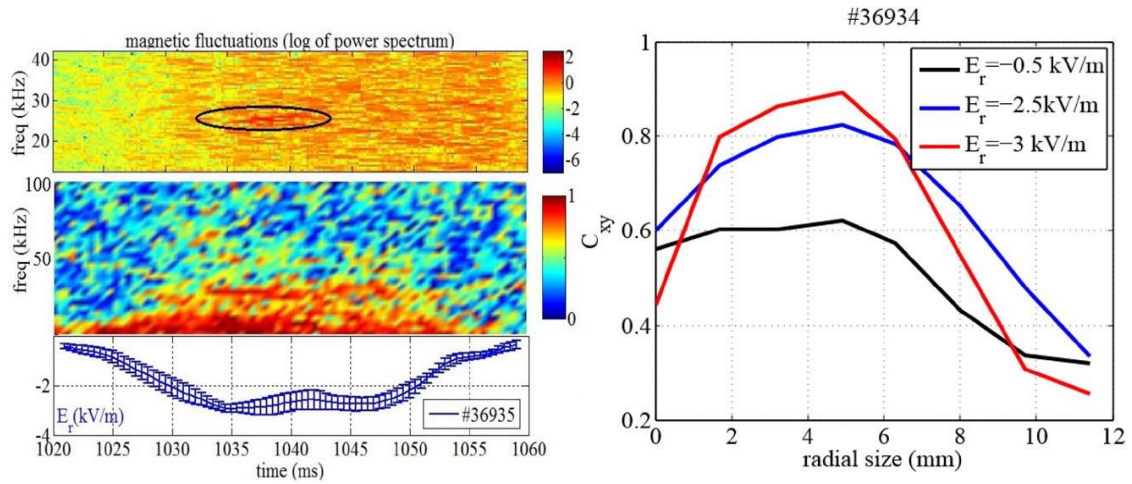 magnetic fluctuations (log of power spectrum)
freq (kHz)
40
30
20
2
0
-2
-4
-6
freq (kHz)
100
50
1
0
-2
-4
E_r (kV/m)
#36935
1020 1025 1030 1035 1040 1045 1050 1055 1060
time (ms)
#36934
C_xy
1
0.8
0.6
0.4
0.2
E_r=−0.5 kV/m
E_r=−2.5kV/m
E_r=−3 kV/m
0 2 4 6 8 10 12
radial size (mm)